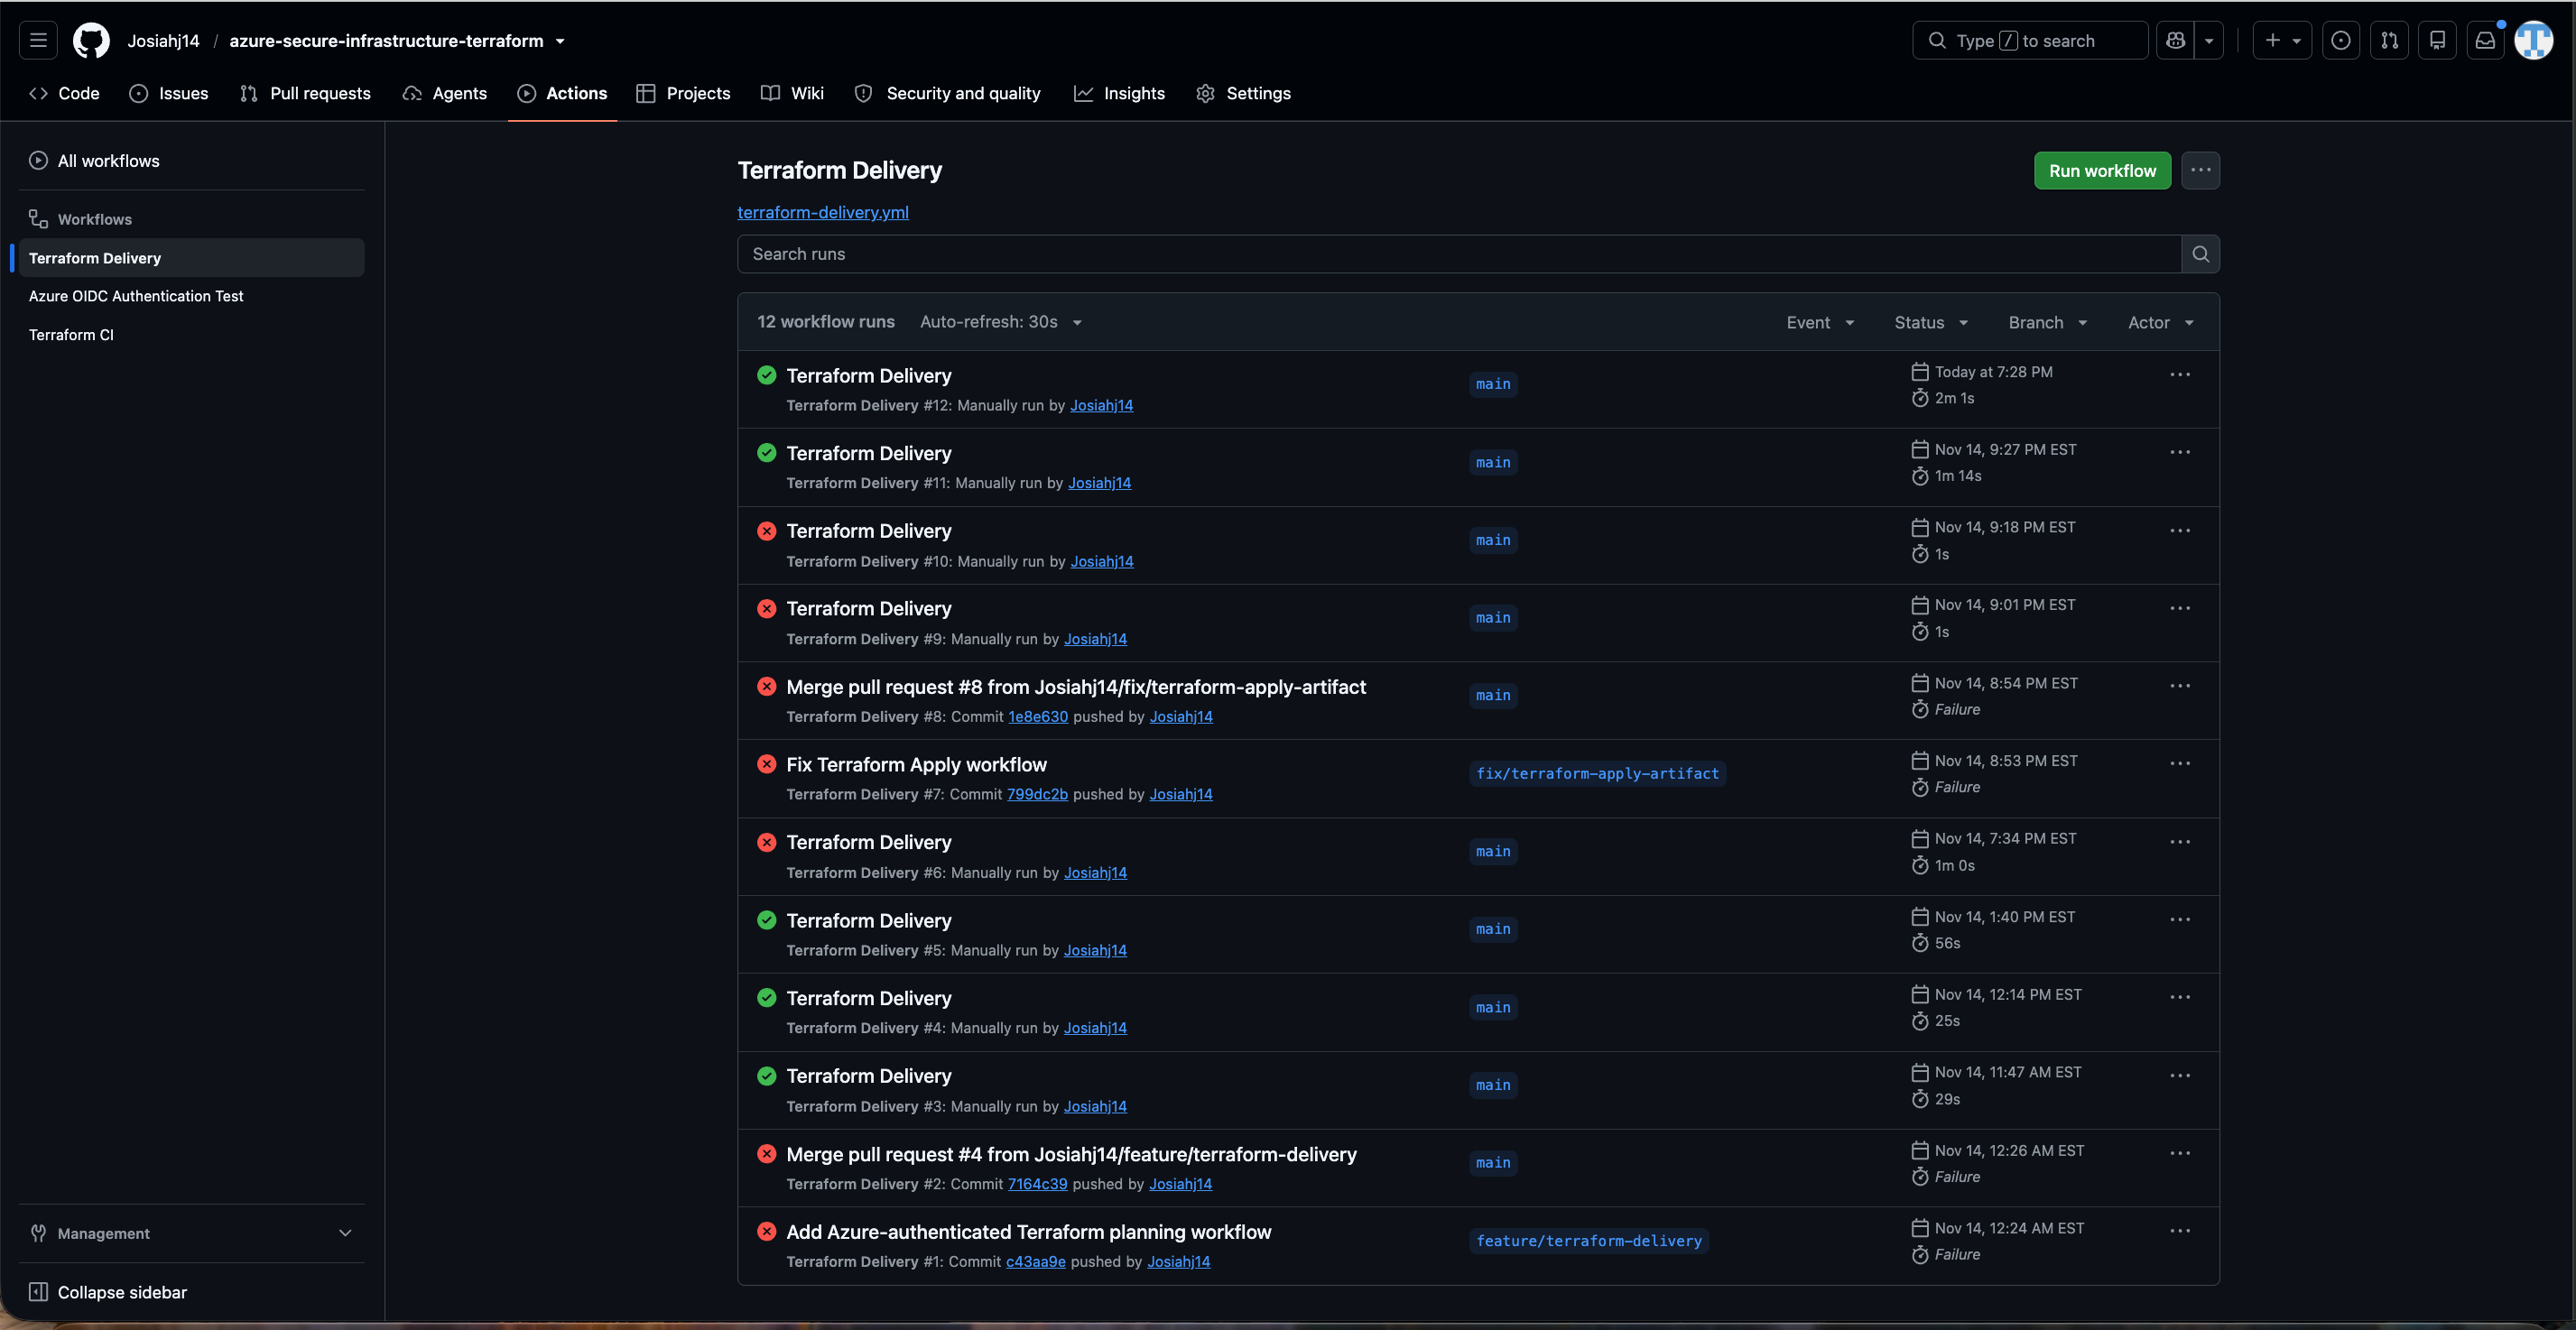 Josiahj14 / azure-secure-infrastructure-terraform
Type / to search
Code
Issues
Pull requests
Agents
Actions
Projects
Wiki
Security and quality
Insights
Settings
All workflows
Workflows
Terraform Delivery
Azure OIDC Authentication Test
Terraform CI
Management
Collapse sidebar
Terraform Delivery
Run workflow
terraform-delivery.yml
Search runs
12 workflow runs
Auto-refresh: 30s
Event
Status
Branch
Actor
Terraform Delivery
Terraform Delivery #12: Manually run by Josiahj14
main
Today at 7:28 PM
2m 1s
Terraform Delivery
Terraform Delivery #11: Manually run by Josiahj14
main
Nov 14, 9:27 PM EST
1m 14s
Terraform Delivery
Terraform Delivery #10: Manually run by Josiahj14
main
Nov 14, 9:18 PM EST
1s
Terraform Delivery
Terraform Delivery #9: Manually run by Josiahj14
main
Nov 14, 9:01 PM EST
1s
Merge pull request #8 from Josiahj14/fix/terraform-apply-artifact
Terraform Delivery #8: Commit 1e8e630 pushed by Josiahj14
main
Nov 14, 8:54 PM EST
Failure
Fix Terraform Apply workflow
Terraform Delivery #7: Commit 799dc2b pushed by Josiahj14
fix/terraform-apply-artifact
Nov 14, 8:53 PM EST
Failure
Terraform Delivery
Terraform Delivery #6: Manually run by Josiahj14
main
Nov 14, 7:34 PM EST
1m 0s
Terraform Delivery
Terraform Delivery #5: Manually run by Josiahj14
main
Nov 14, 1:40 PM EST
56s
Terraform Delivery
Terraform Delivery #4: Manually run by Josiahj14
main
Nov 14, 12:14 PM EST
25s
Terraform Delivery
Terraform Delivery #3: Manually run by Josiahj14
main
Nov 14, 11:47 AM EST
29s
Merge pull request #4 from Josiahj14/feature/terraform-delivery
Terraform Delivery #2: Commit 7164c39 pushed by Josiahj14
main
Nov 14, 12:26 AM EST
Failure
Add Azure-authenticated Terraform planning workflow
Terraform Delivery #1: Commit c43aa9e pushed by Josiahj14
feature/terraform-delivery
Nov 14, 12:24 AM EST
Failure